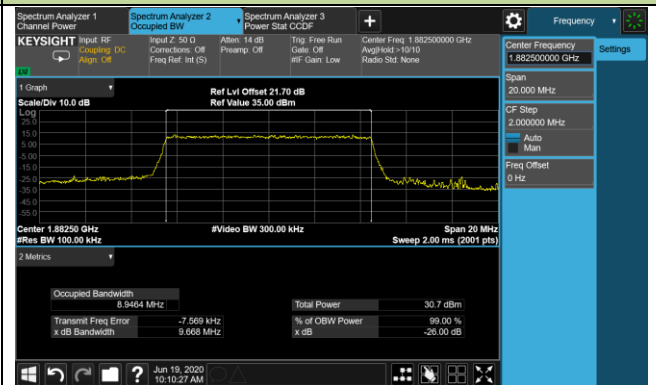 Spectrum Analyzer 1
Channel Power
Spectrum Analyzer 2
Occupied BW
Spectrum Analyzer 3
Power Stat CCDF
Frequency
KEYSIGHT
Input: RF
Coupling: DC
Align: Off
Input Z: 50 Ω
Corrections: Off
Freq Ref: Int (S)
Atten: 14 dB
Preamp: Off
Trig: Free Run
Gate: Off
#IF Gain: Low
Center Freq: 1.882500000 GHz
Avg|Hold:>10/10
Radio Std: None
LV
Center Frequency
1.882500000 GHz
Settings
Span
20.000 MHz
CF Step
2.000000 MHz
Auto
Man
Freq Offset
0 Hz
1 Graph
Scale/Div 10.0 dB
Ref Lvl Offset 21.70 dB
Ref Value 35.00 dBm
Log
25.0
15.0
5.00
-5.00
-15.0
-25.0
-35.0
-45.0
-55.0
Center 1.88250 GHz
#Res BW 100.00 kHz
#Video BW 300.00 kHz
Span 20 MHz
Sweep 2.00 ms (2001 pts)
2 Metrics
Occupied Bandwidth
8.9464 MHz
Total Power 30.7 dBm
Transmit Freq Error -7.569 kHz
% of OBW Power 99.00 %
x dB Bandwidth 9.668 MHz
x dB -26.00 dB
?
Jun 19, 2020
10:10:27 AM